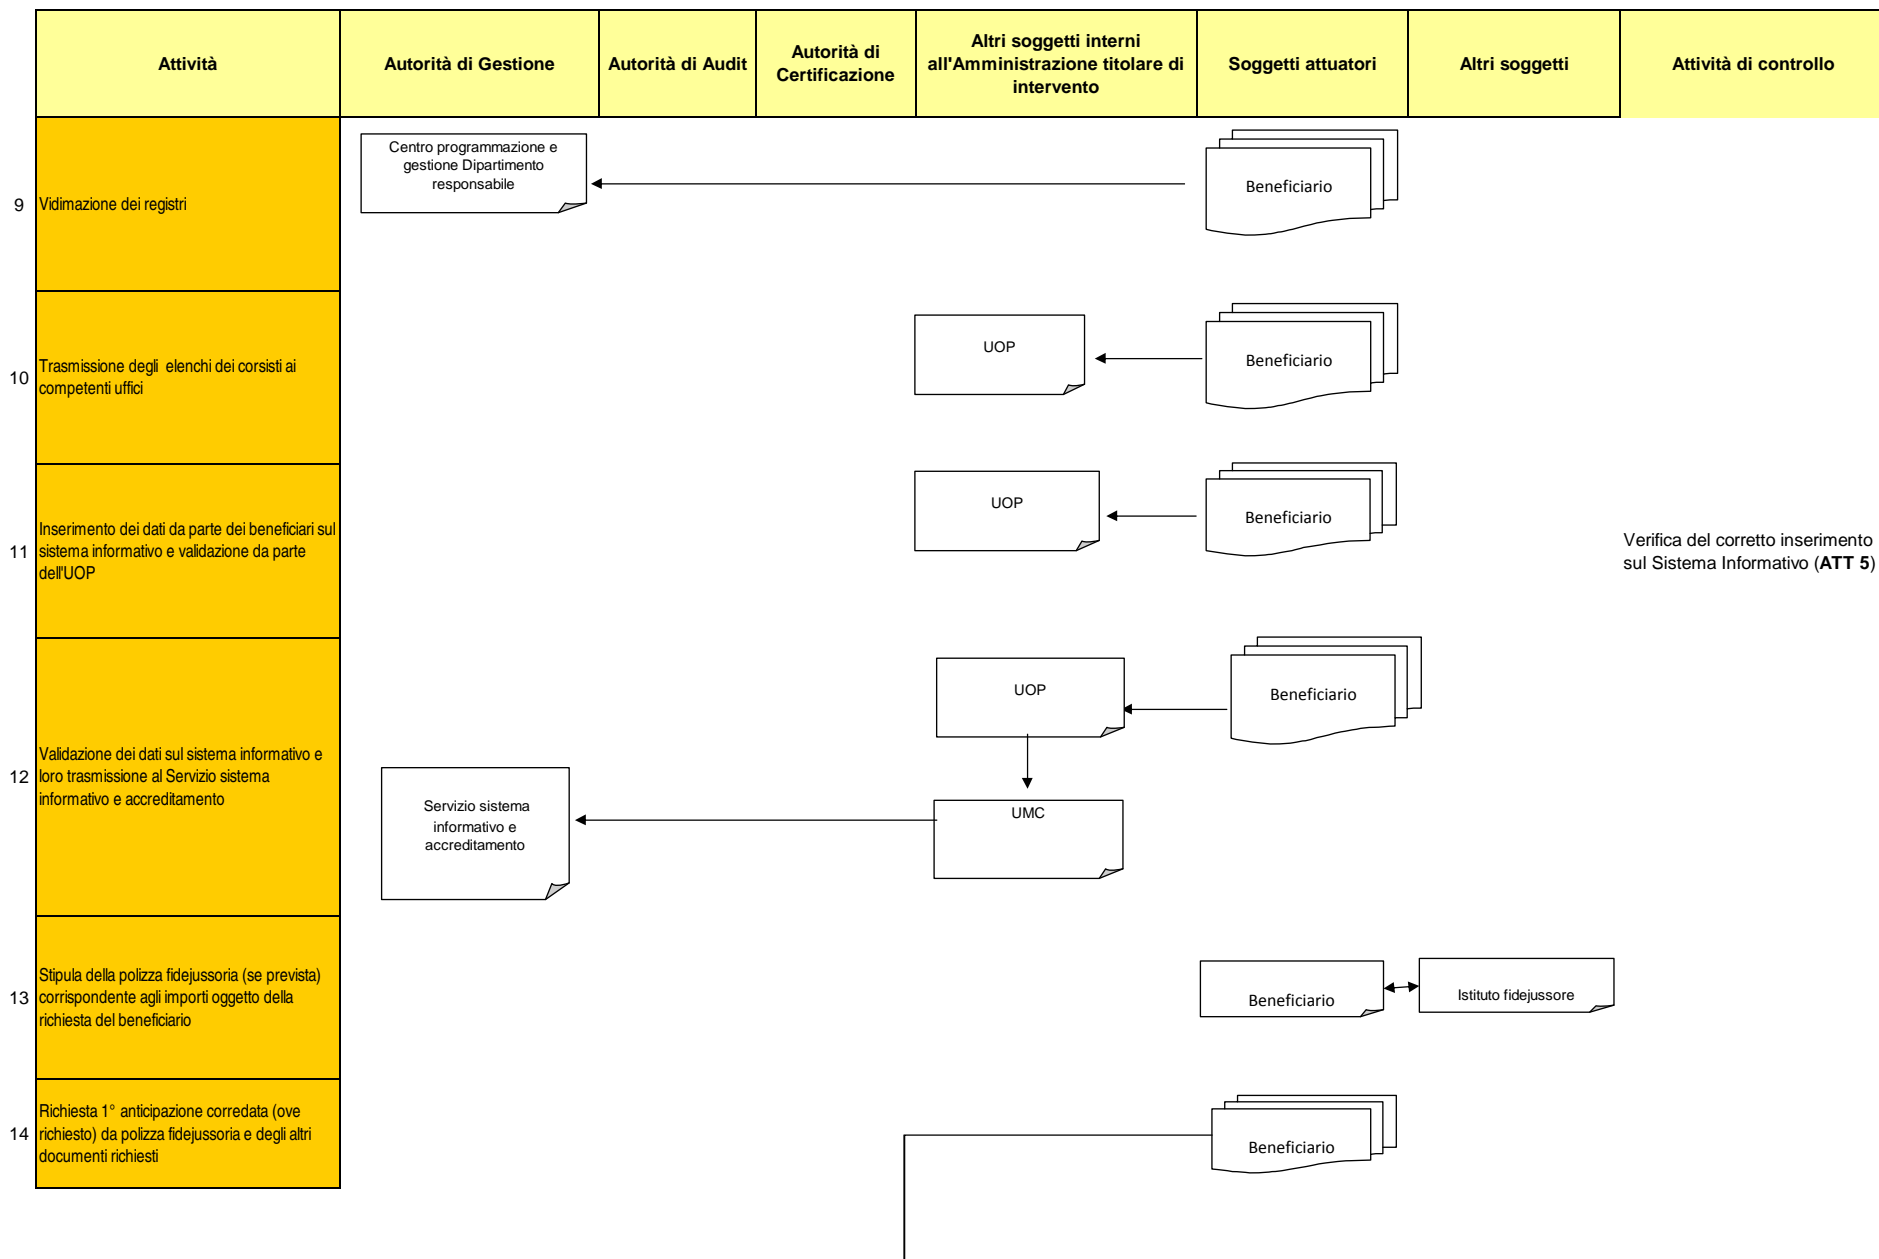 Attività
Autorità di Gestione
Autorità di Audit
Autorità di
Certificazione
Altri soggetti interni
all'Amministrazione titolare di
intervento
Soggetti attuatori
Altri soggetti
Attività di controllo
9
Vidimazione dei registri
Centro programmazione e
gestione Dipartimento
responsabile
Beneficiario
10
Trasmissione degli elenchi dei corsisti ai
competenti uffici
UOP
Beneficiario
11
Inserimento dei dati da parte dei beneficiari sul
sistema informativo e validazione da parte
dell'UOP
UOP
Beneficiario
Verifica del corretto inserimento
sul Sistema Informativo (ATT 5)
12
Validazione dei dati sul sistema informativo e
loro trasmissione al Servizio sistema
informativo e accreditamento
UOP
Beneficiario
Servizio sistema
informativo e
accreditamento
UMC
13
Stipula della polizza fidejussoria (se prevista)
corrispondente agli importi oggetto della
richiesta del beneficiario
Beneficiario
Istituto fidejussore
14
Richiesta 1° anticipazione corredata (ove
richiesto) da polizza fidejussoria e degli altri
documenti richiesti
Beneficiario